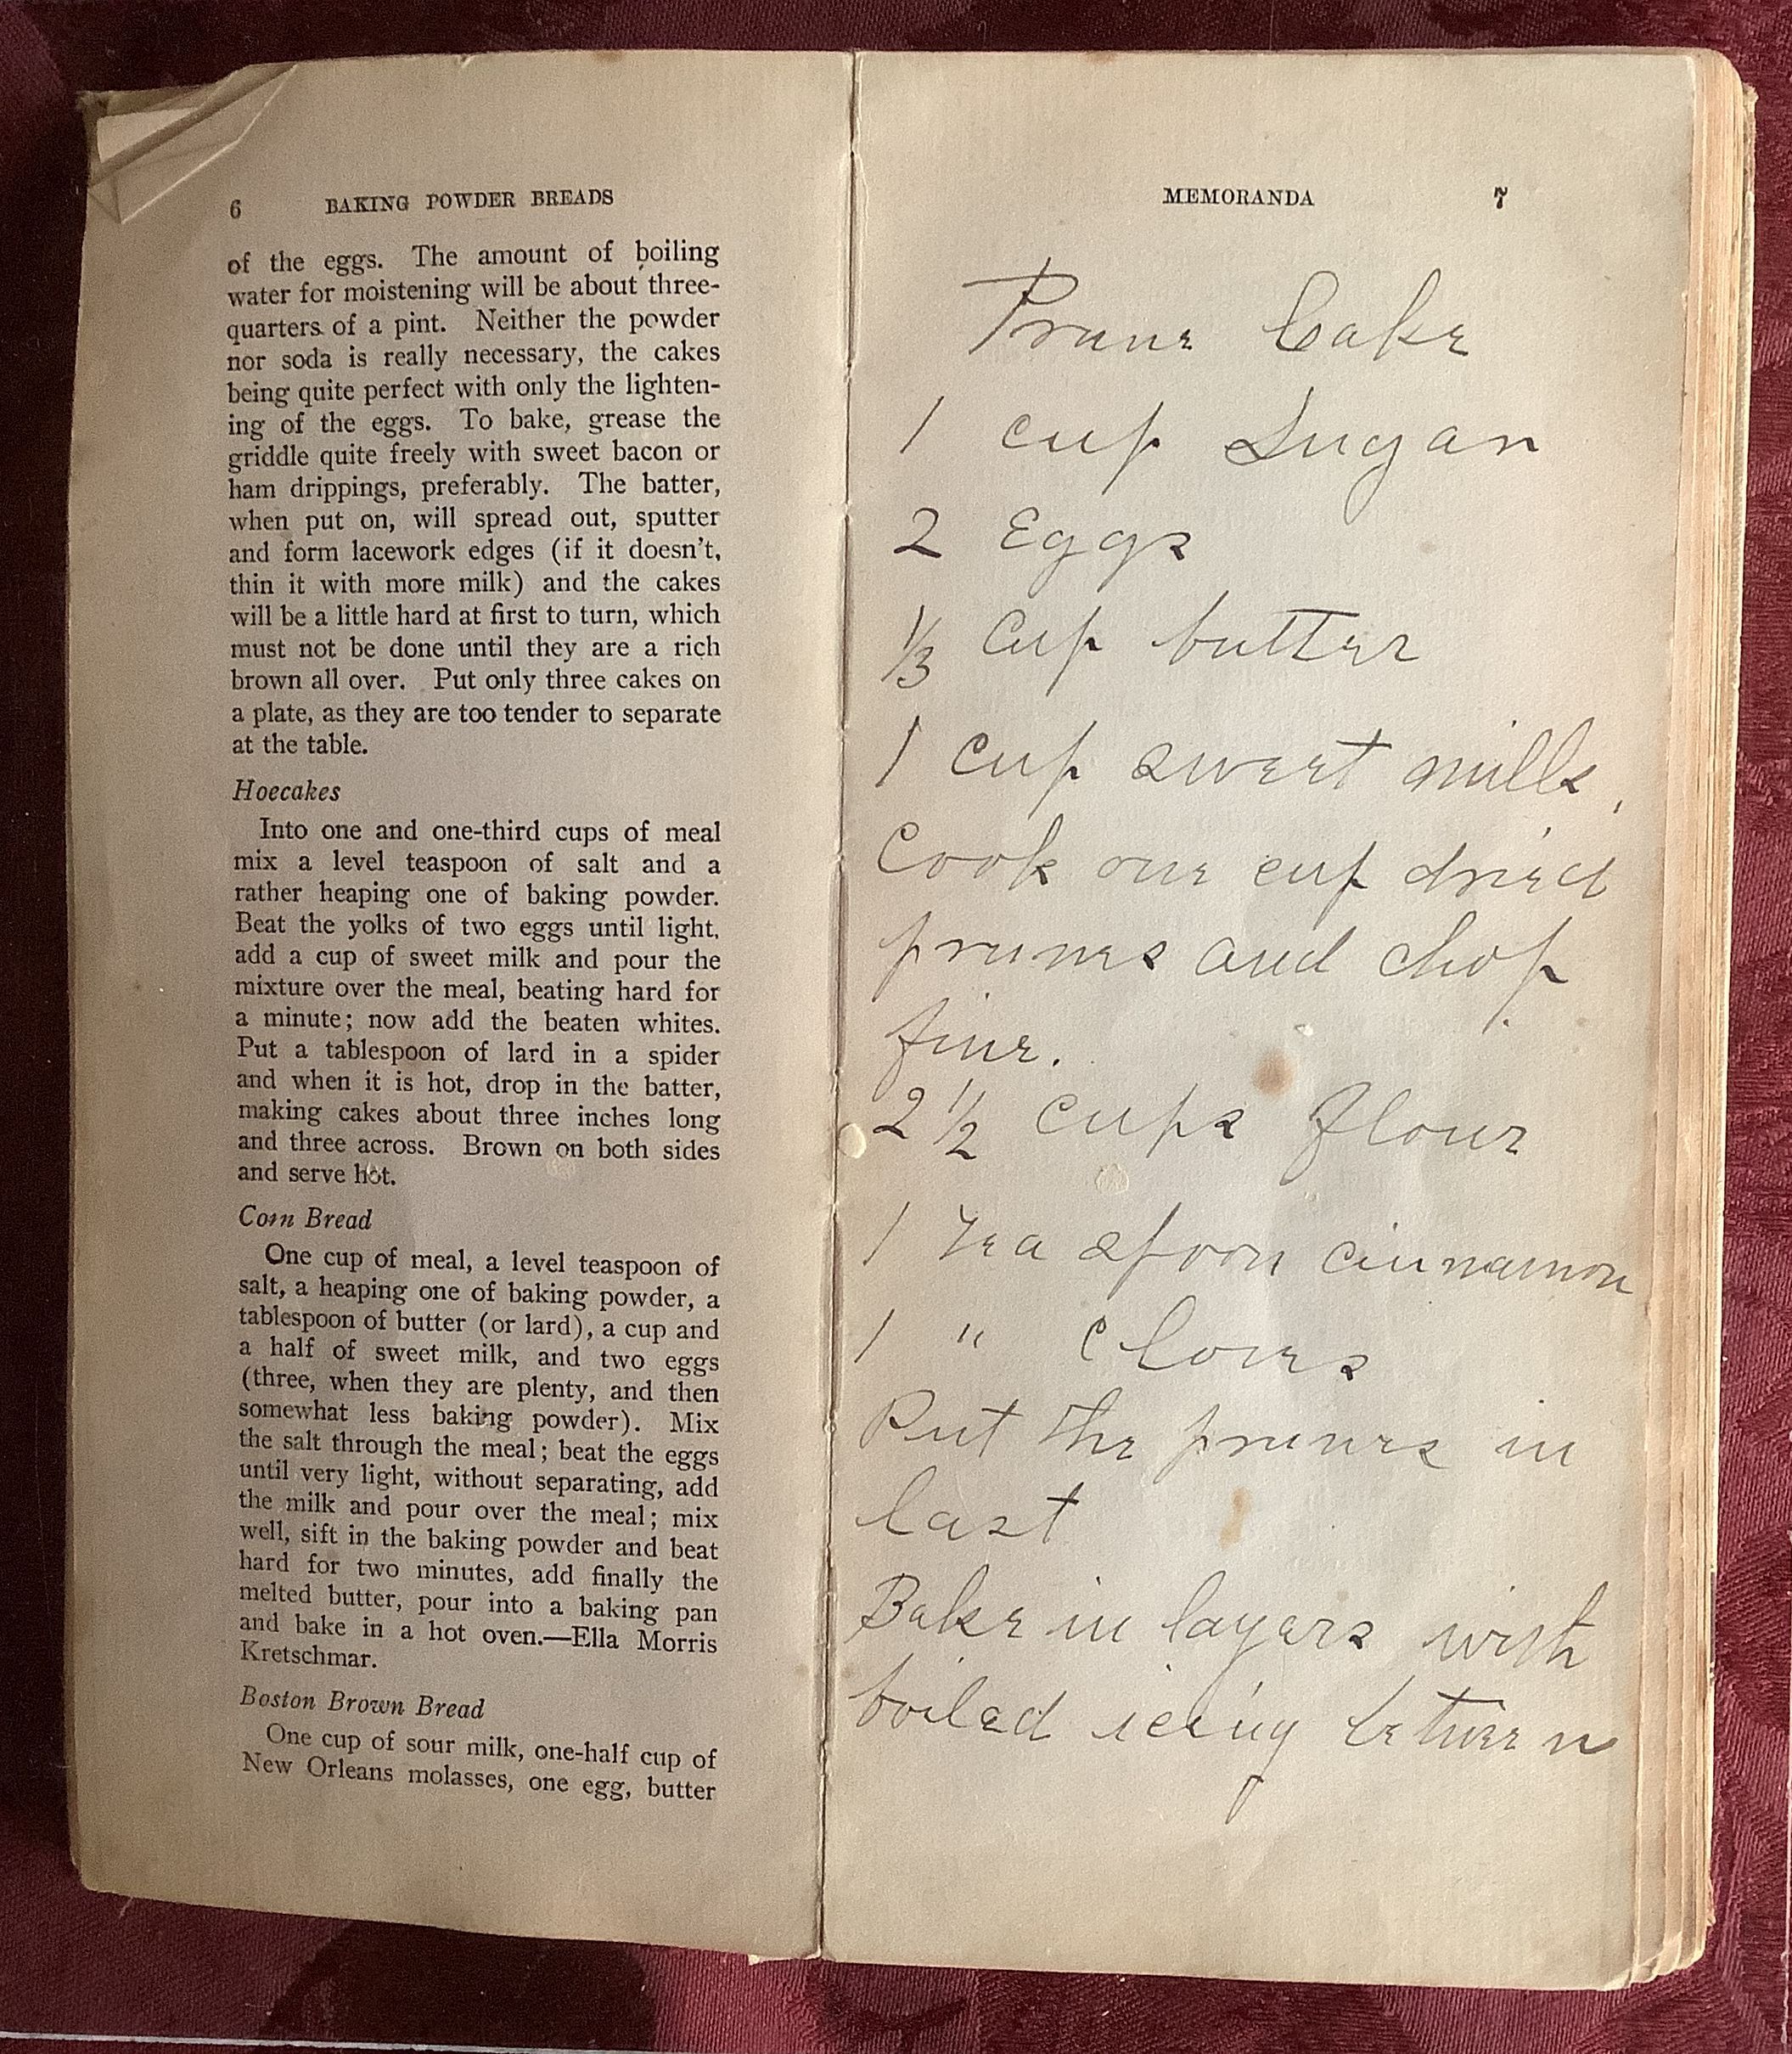 6 BAKING POWDER BREADS
of the eggs. The amount of boiling
water for moistening will be about three-
quarters of a pint. Neither the powder
nor soda is really necessary, the cakes
being quite perfect with only the lighten-
ing of the eggs. To bake, grease the
griddle quite freely with sweet bacon or
ham drippings, preferably. The batter,
when put on, will spread out, sputter
and form lacework edges (if it doesn't,
thin it with more milk) and the cakes
will be a little hard at first to turn, which
must not be done until they are a rich
brown all over. Put only three cakes on
a plate, as they are too tender to separate
at the table.
Hoecakes
Into one and one-third cups of meal
mix a level teaspoon of salt and a
rather heaping one of baking powder.
Beat the yolks of two eggs until light,
add a cup of sweet milk and pour the
mixture over the meal, beating hard for
a minute; now add the beaten whites.
Put a tablespoon of lard in a spider
and when it is hot, drop in the batter,
making cakes about three inches long
and three across. Brown on both sides
and serve hot.
Corn Bread
One cup of meal, a level teaspoon of
salt, a heaping one of baking powder, a
tablespoon of butter (or lard), a cup and
a half of sweet milk, and two eggs
(three, when they are plenty, and then
somewhat less baking powder). Mix
the salt through the meal; beat the eggs
until very light, without separating, add
the milk and pour over the meal; mix
well, sift in the baking powder and beat
hard for two minutes, add finally the
melted butter, pour into a baking pan
and bake in a hot oven.—Ella Morris
Kretschmar.
Boston Brown Bread
One cup of sour milk, one-half cup of
New Orleans molasses, one egg, butter
MEMORANDA 7
Prune Cake
1 cup Sugar
2 Eggs
1/3 Cup butter
1 cup sweet milk,
Cook one cup dried
prunes and chop
fine.
2 1/2 cups flour
1 Tea spoon cinnamon
1 " Cloves
Put the prunes in
last
Bake in layers with
boiled iceing between